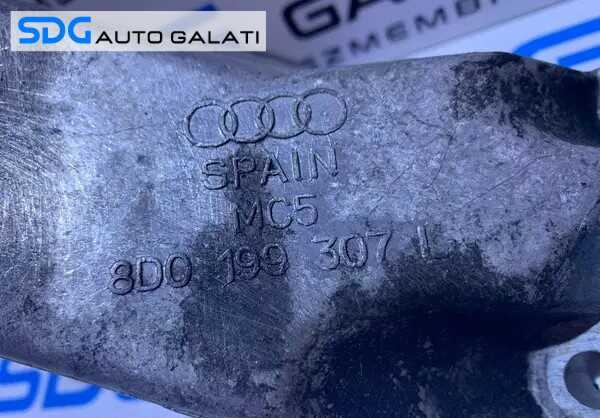 SDG AUTO GALATI
SPAIN
MC5
8D0 199 307 L